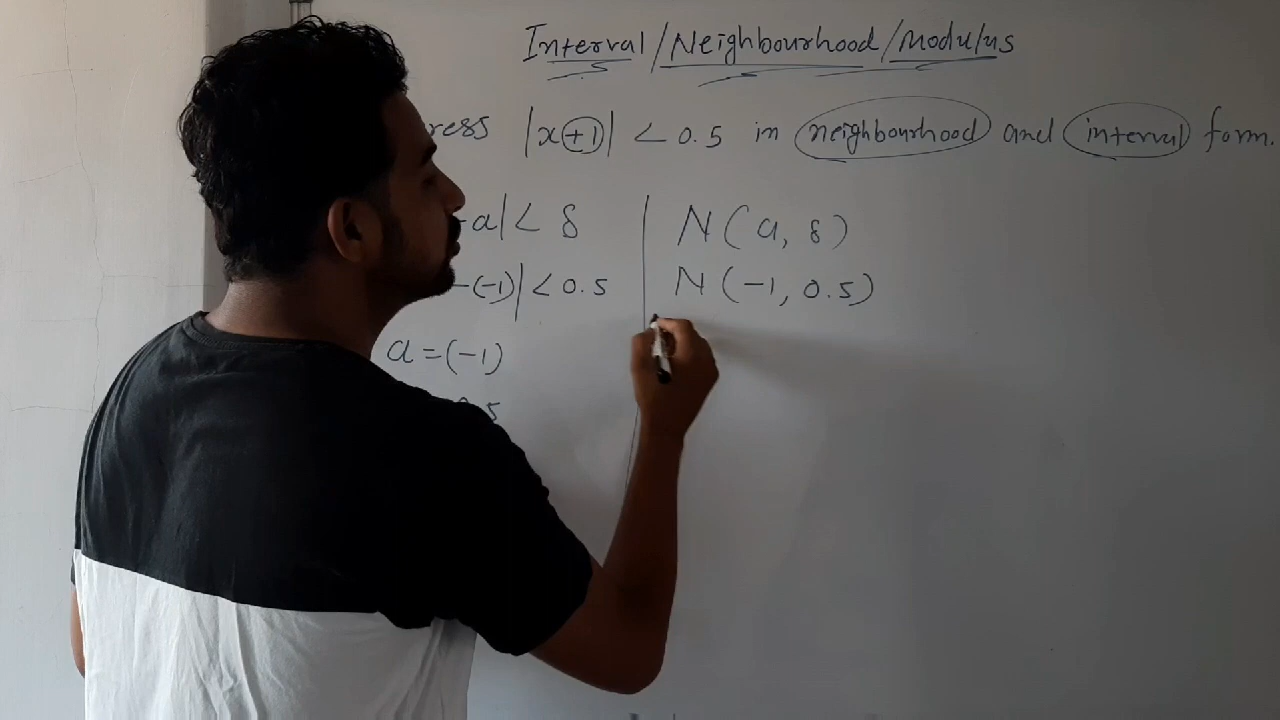 Interval/Neighbourhood/Modulus
ress |x+1| < 0.5 in neighbourhood and interval form.
-a| < δ
N(a, δ)
-(-1)| < 0.5
N(-1, 0.5)
a = (-1)